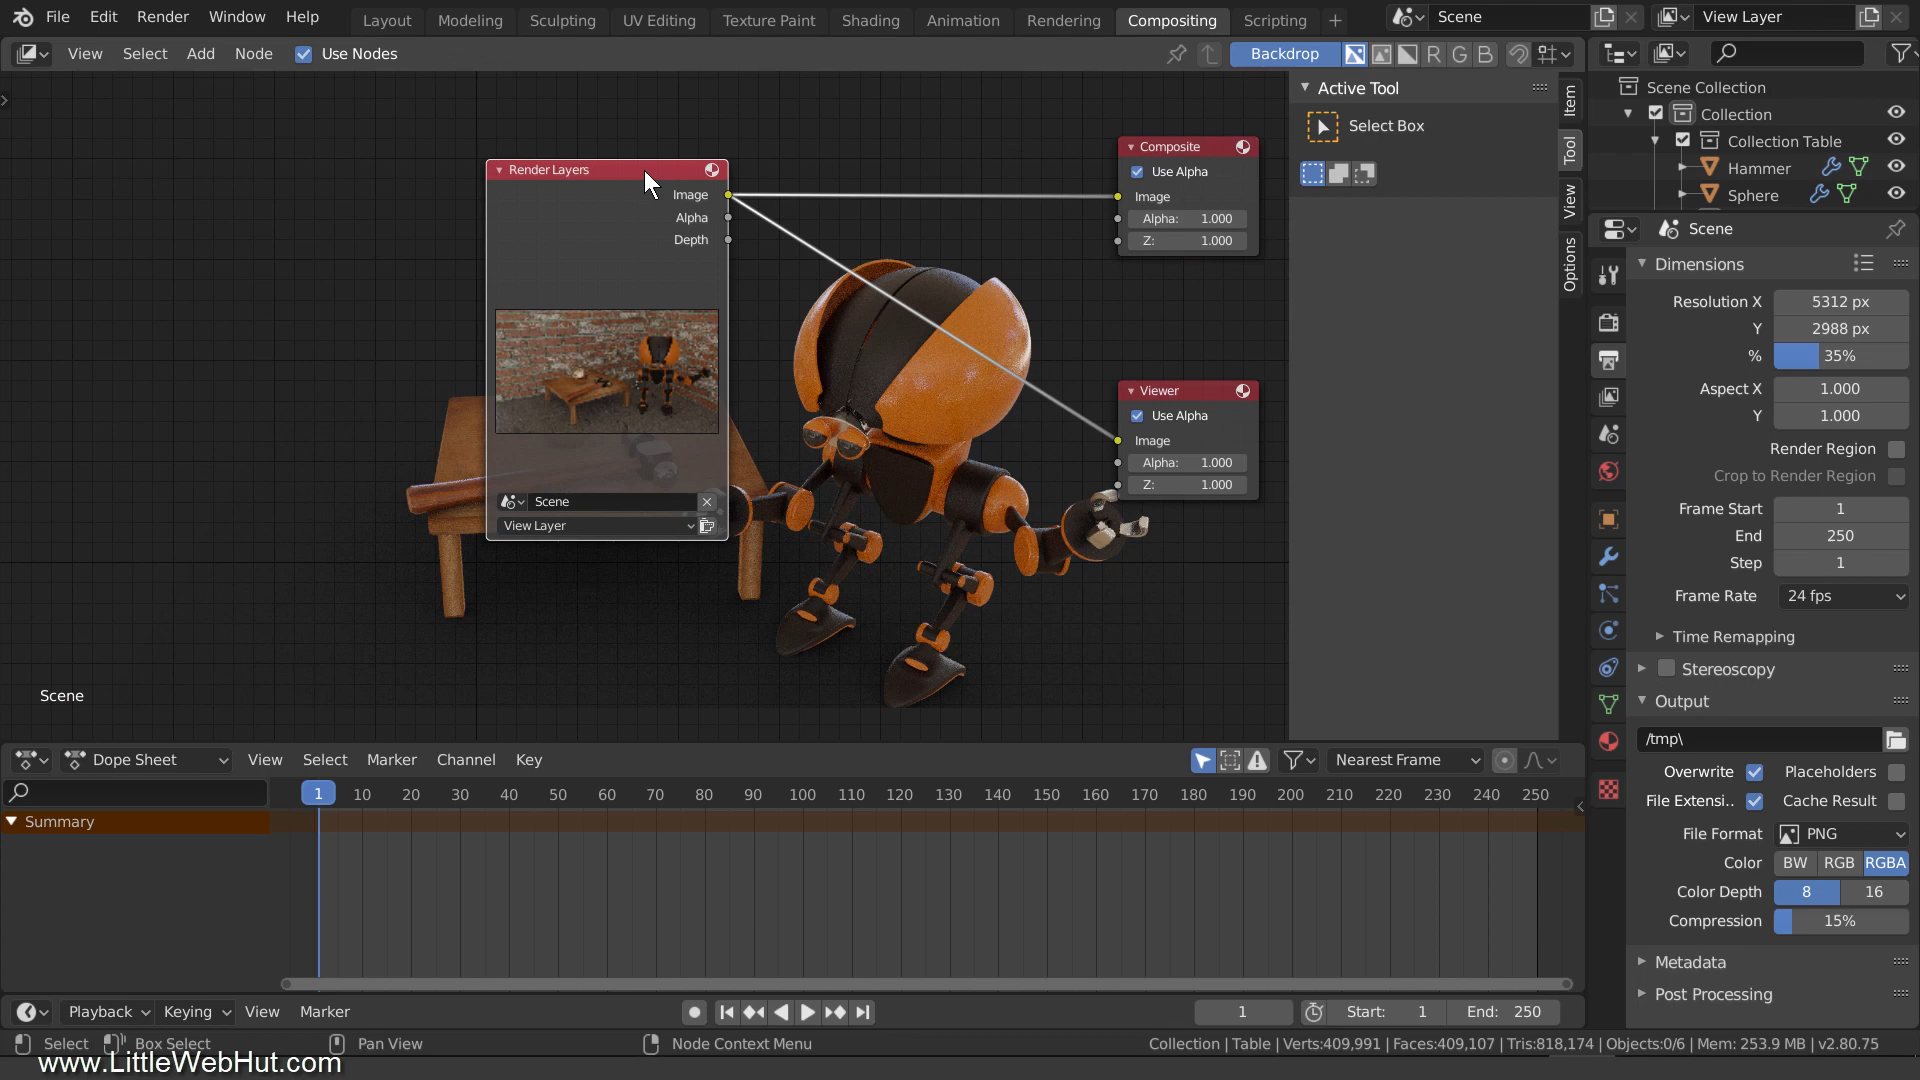 File Edit Render Window Help Layout Modeling Sculpting UV Editing Texture Paint Shading Animation Rendering Compositing Scripting + Scene View Layer
View Select Add Node Use Nodes Backdrop R G B
Active Tool
Select Box
Item
Tool
View
Options
Render Layers
Image
Alpha
Depth
Scene
View Layer
Composite
Use Alpha
Image
Alpha: 1.000
Z: 1.000
Viewer
Use Alpha
Image
Alpha: 1.000
Z: 1.000
Scene
Scene Collection
Collection
Collection Table
Hammer
Sphere
Scene
Dimensions
Resolution X 5312 px
Y 2988 px
% 35%
Aspect X 1.000
Y 1.000
Render Region
Crop to Render Region
Frame Start 1
End 250
Step 1
Frame Rate 24 fps
Time Remapping
Stereoscopy
Output
/tmp\
Overwrite Placeholders
File Extensi.. Cache Result
File Format PNG
Color BW RGB RGBA
Color Depth 8 16
Compression 15%
Metadata
Post Processing
Dope Sheet View Select Marker Channel Key Nearest Frame
1 10 20 30 40 50 60 70 80 90 100 110 120 130 140 150 160 170 180 190 200 210 220 230 240 250
Summary
Playback Keying View Marker 1 Start: 1 End: 250
Select Box Select Pan View Node Context Menu Collection | Table | Verts:409,991 | Faces:409,107 | Tris:818,174 | Objects:0/6 | Mem: 253.9 MB | v2.80.75
www.LittleWebHut.com